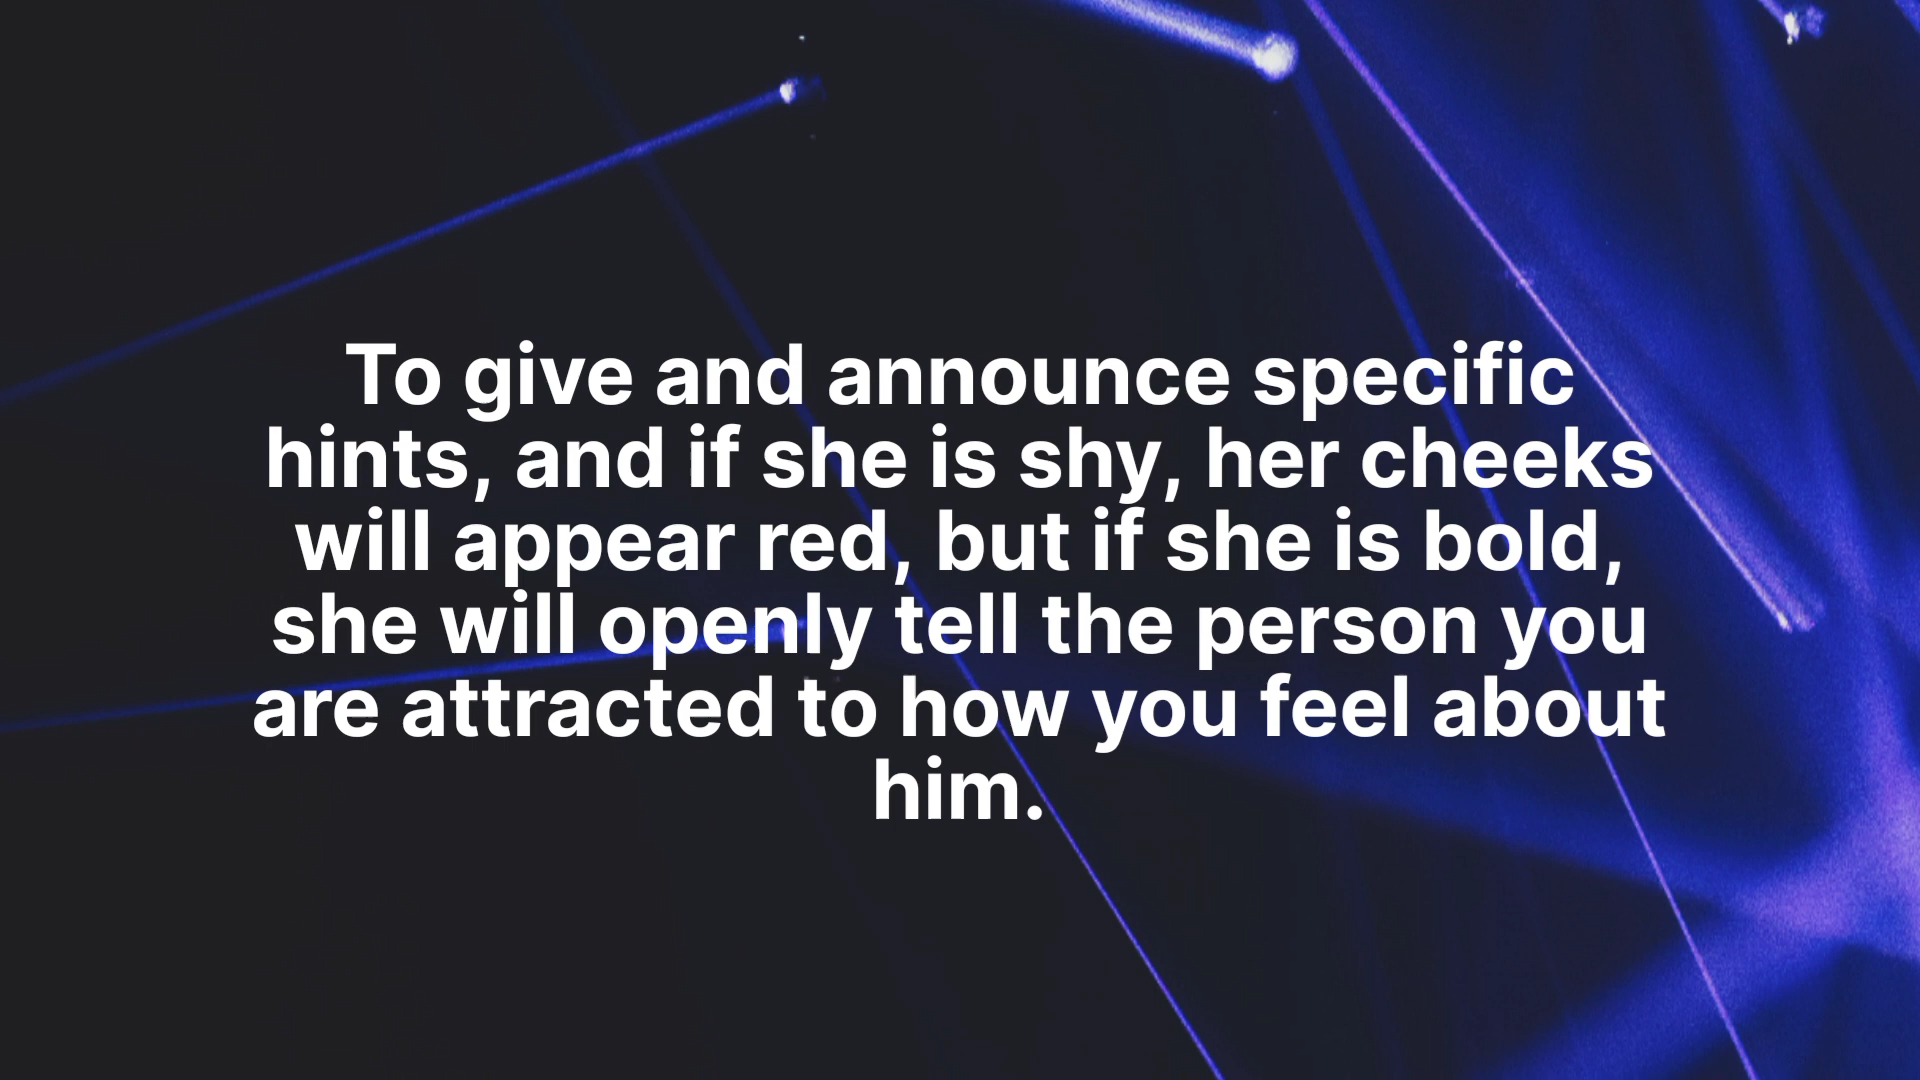 To give and announce specific
hints, and if she is shy, her cheeks
will appear red, but if she is bold,
she will openly tell the person you
are attracted to how you feel about
him.